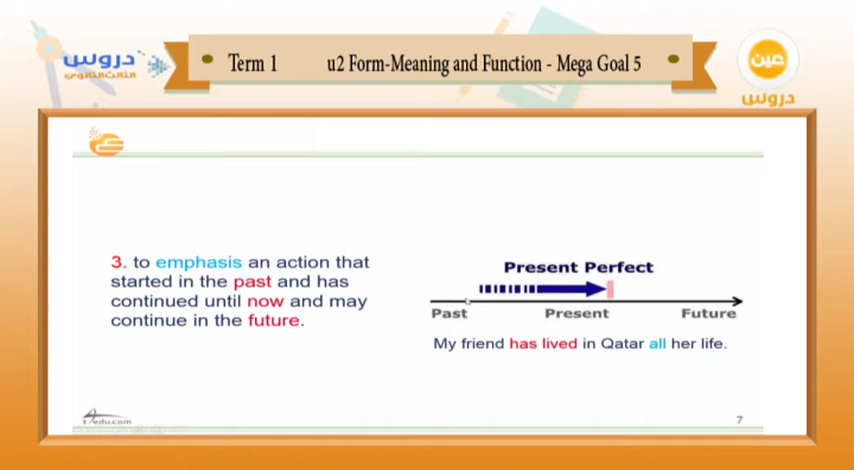 دروس
الثالث الثانوي
Term 1 u2 Form-Meaning and Function - Mega Goal 5
عين
دروس
3. to emphasis an action that
started in the past and has
continued until now and may
continue in the future.
Present Perfect
Past Present Future
My friend has lived in Qatar all her life.
edu.com
7